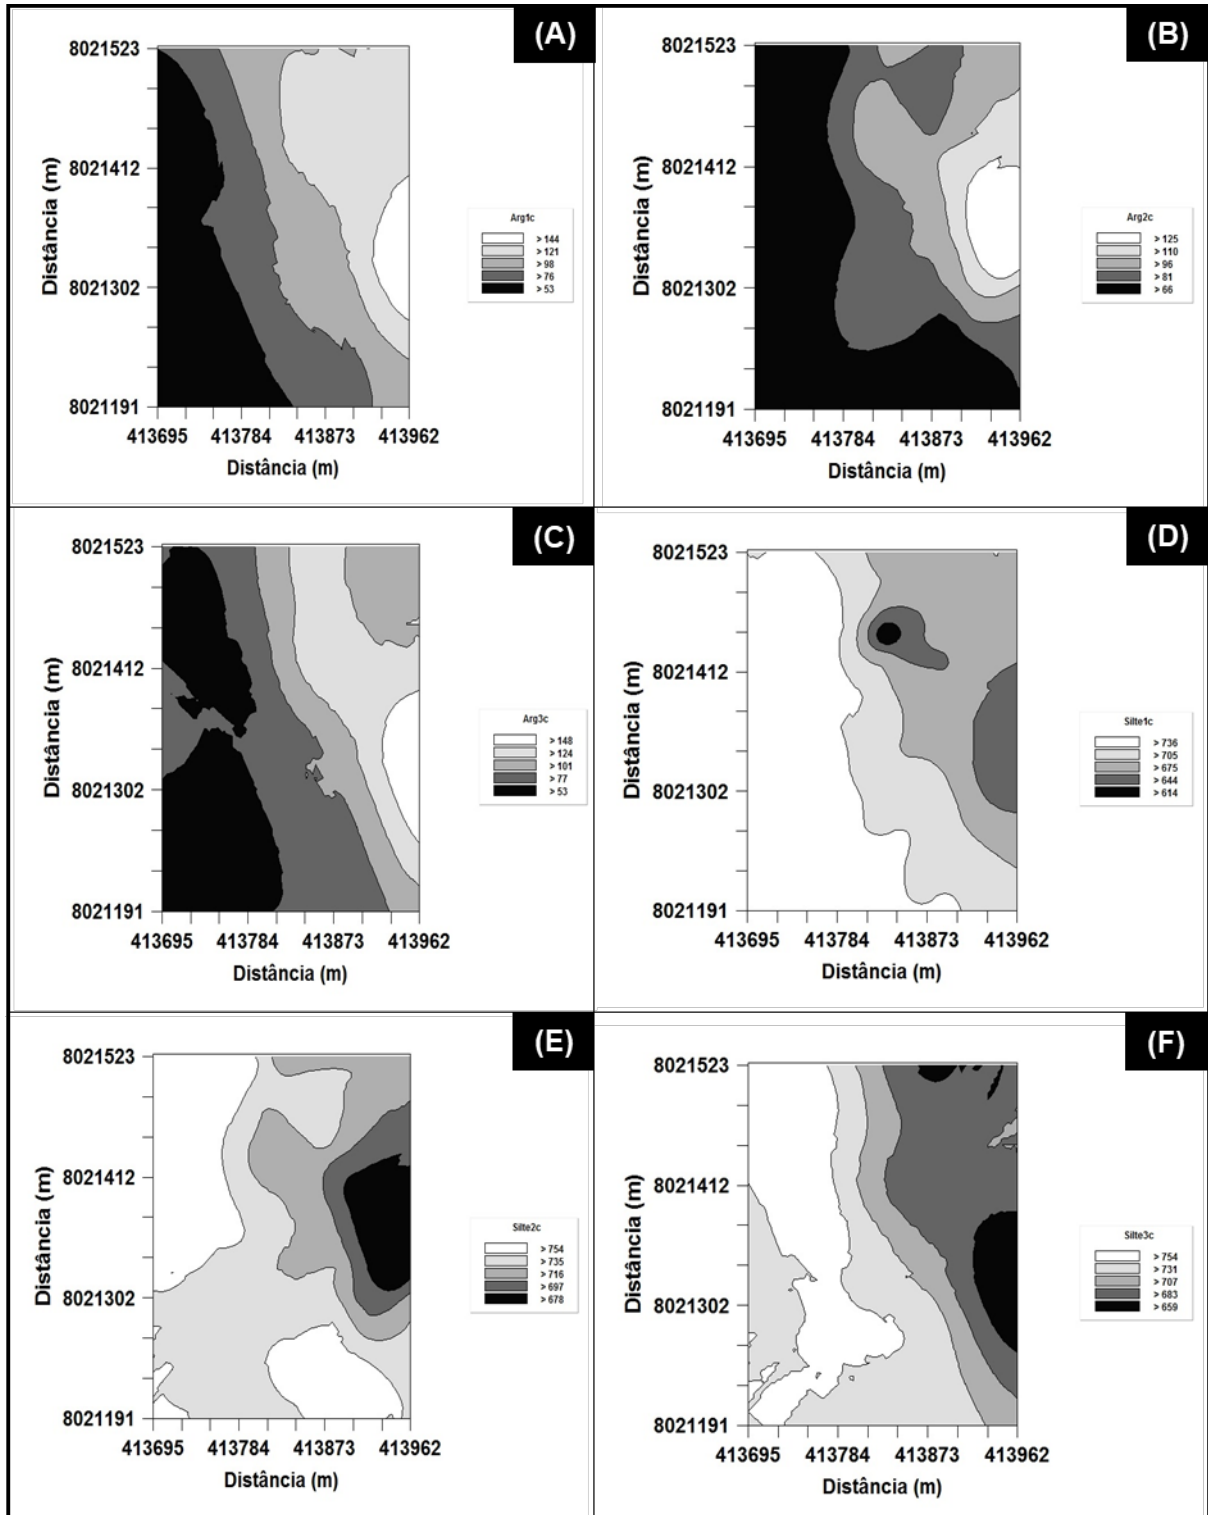 (A)
8021523
8021412
8021302
8021191
Distância (m)
413695 413784 413873 413962
Distância (m)
Arg1c
> 144
> 121
> 98
> 76
> 53
(B)
8021523
8021412
8021302
8021191
Distância (m)
413695 413784 413873 413962
Distância (m)
Arg2c
> 125
> 110
> 96
> 81
> 66
(C)
8021523
8021412
8021302
8021191
Distância (m)
413695 413784 413873 413962
Distância (m)
Arg3c
> 148
> 124
> 101
> 77
> 53
(D)
8021523
8021412
8021302
8021191
Distância (m)
413695 413784 413873 413962
Distância (m)
Silte1c
> 736
> 705
> 675
> 644
> 614
(E)
8021523
8021412
8021302
8021191
Distância (m)
413695 413784 413873 413962
Distância (m)
Silte2c
> 754
> 735
> 716
> 697
> 678
(F)
8021523
8021412
8021302
8021191
Distância (m)
413695 413784 413873 413962
Distância (m)
Silte3c
> 754
> 731
> 707
> 683
> 659